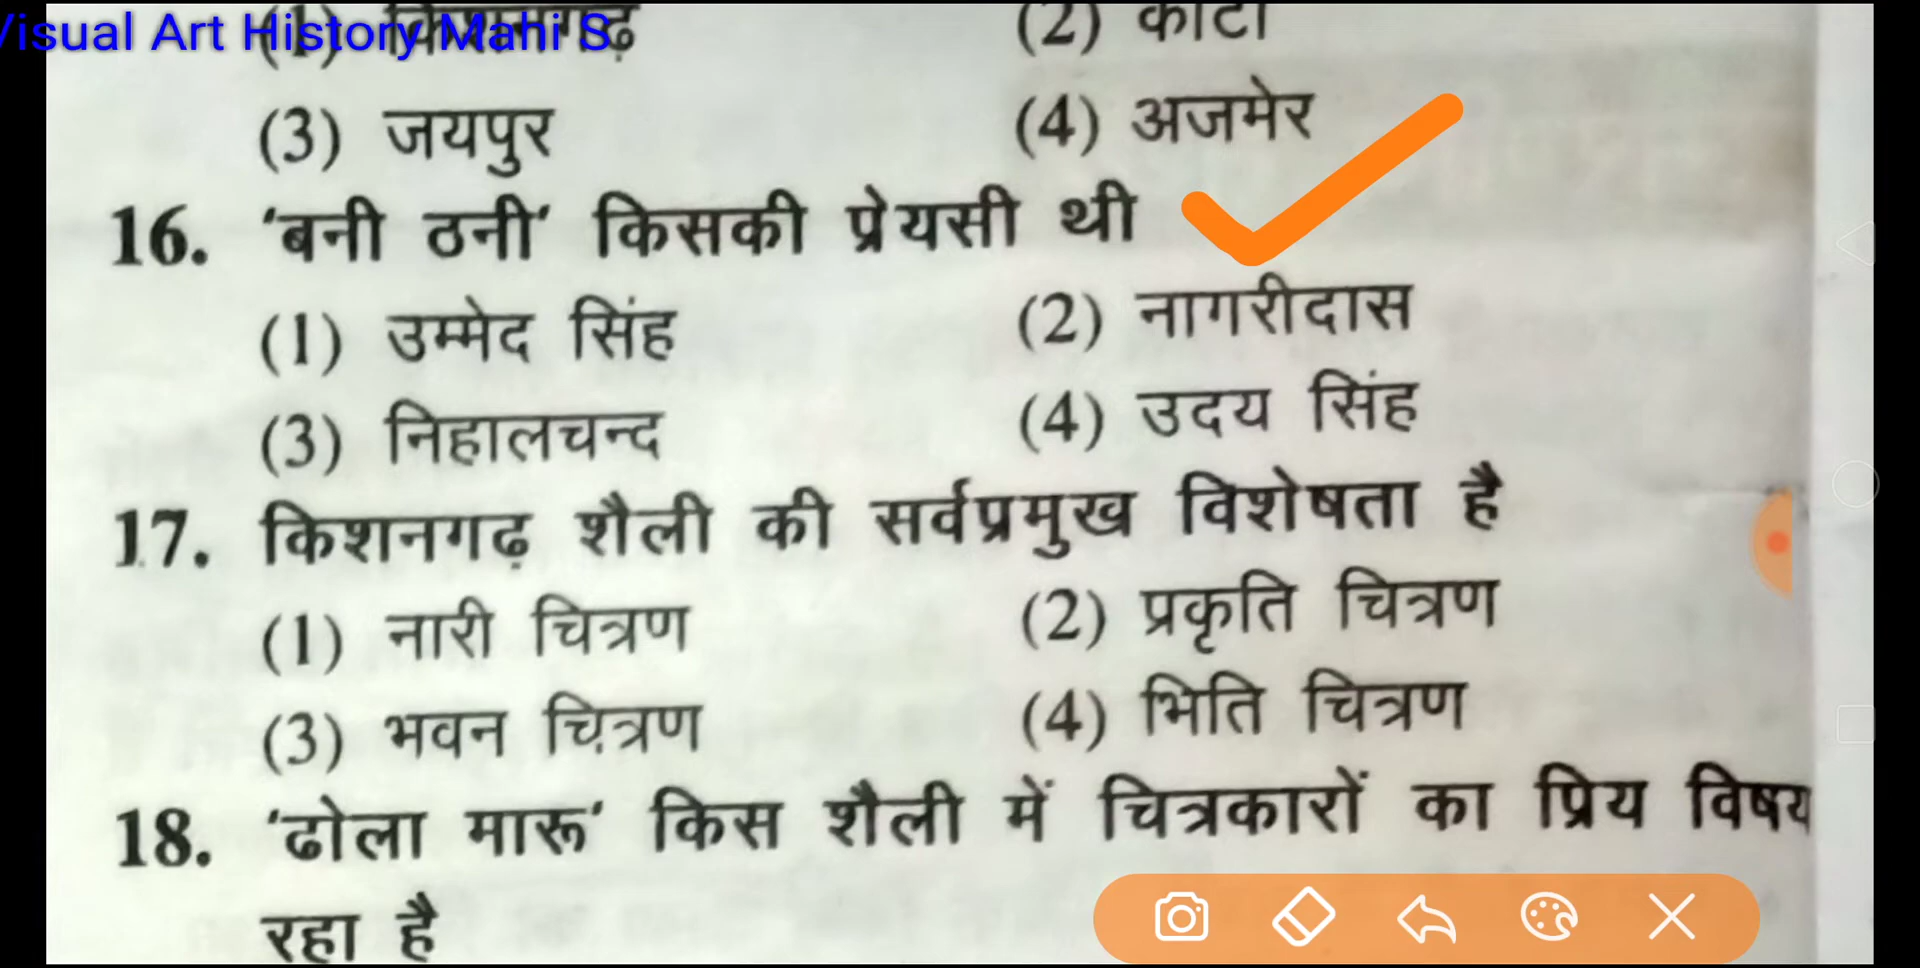 Visual Art History Mahi S.
(1) किशनगढ़ (2) कोटा
(3) जयपुर (4) अजमेर
16. 'बनी ठनी' किसकी प्रेयसी थी
(1) उम्मेद सिंह (2) नागरीदास
(3) निहालचन्द (4) उदय सिंह
17. किशनगढ़ शैली की सर्वप्रमुख विशेषता है
(1) नारी चित्रण (2) प्रकृति चित्रण
(3) भवन चित्रण (4) भिति चित्रण
18. 'ढोला मारू' किस शैली में चित्रकारों का प्रिय विषय
रहा है